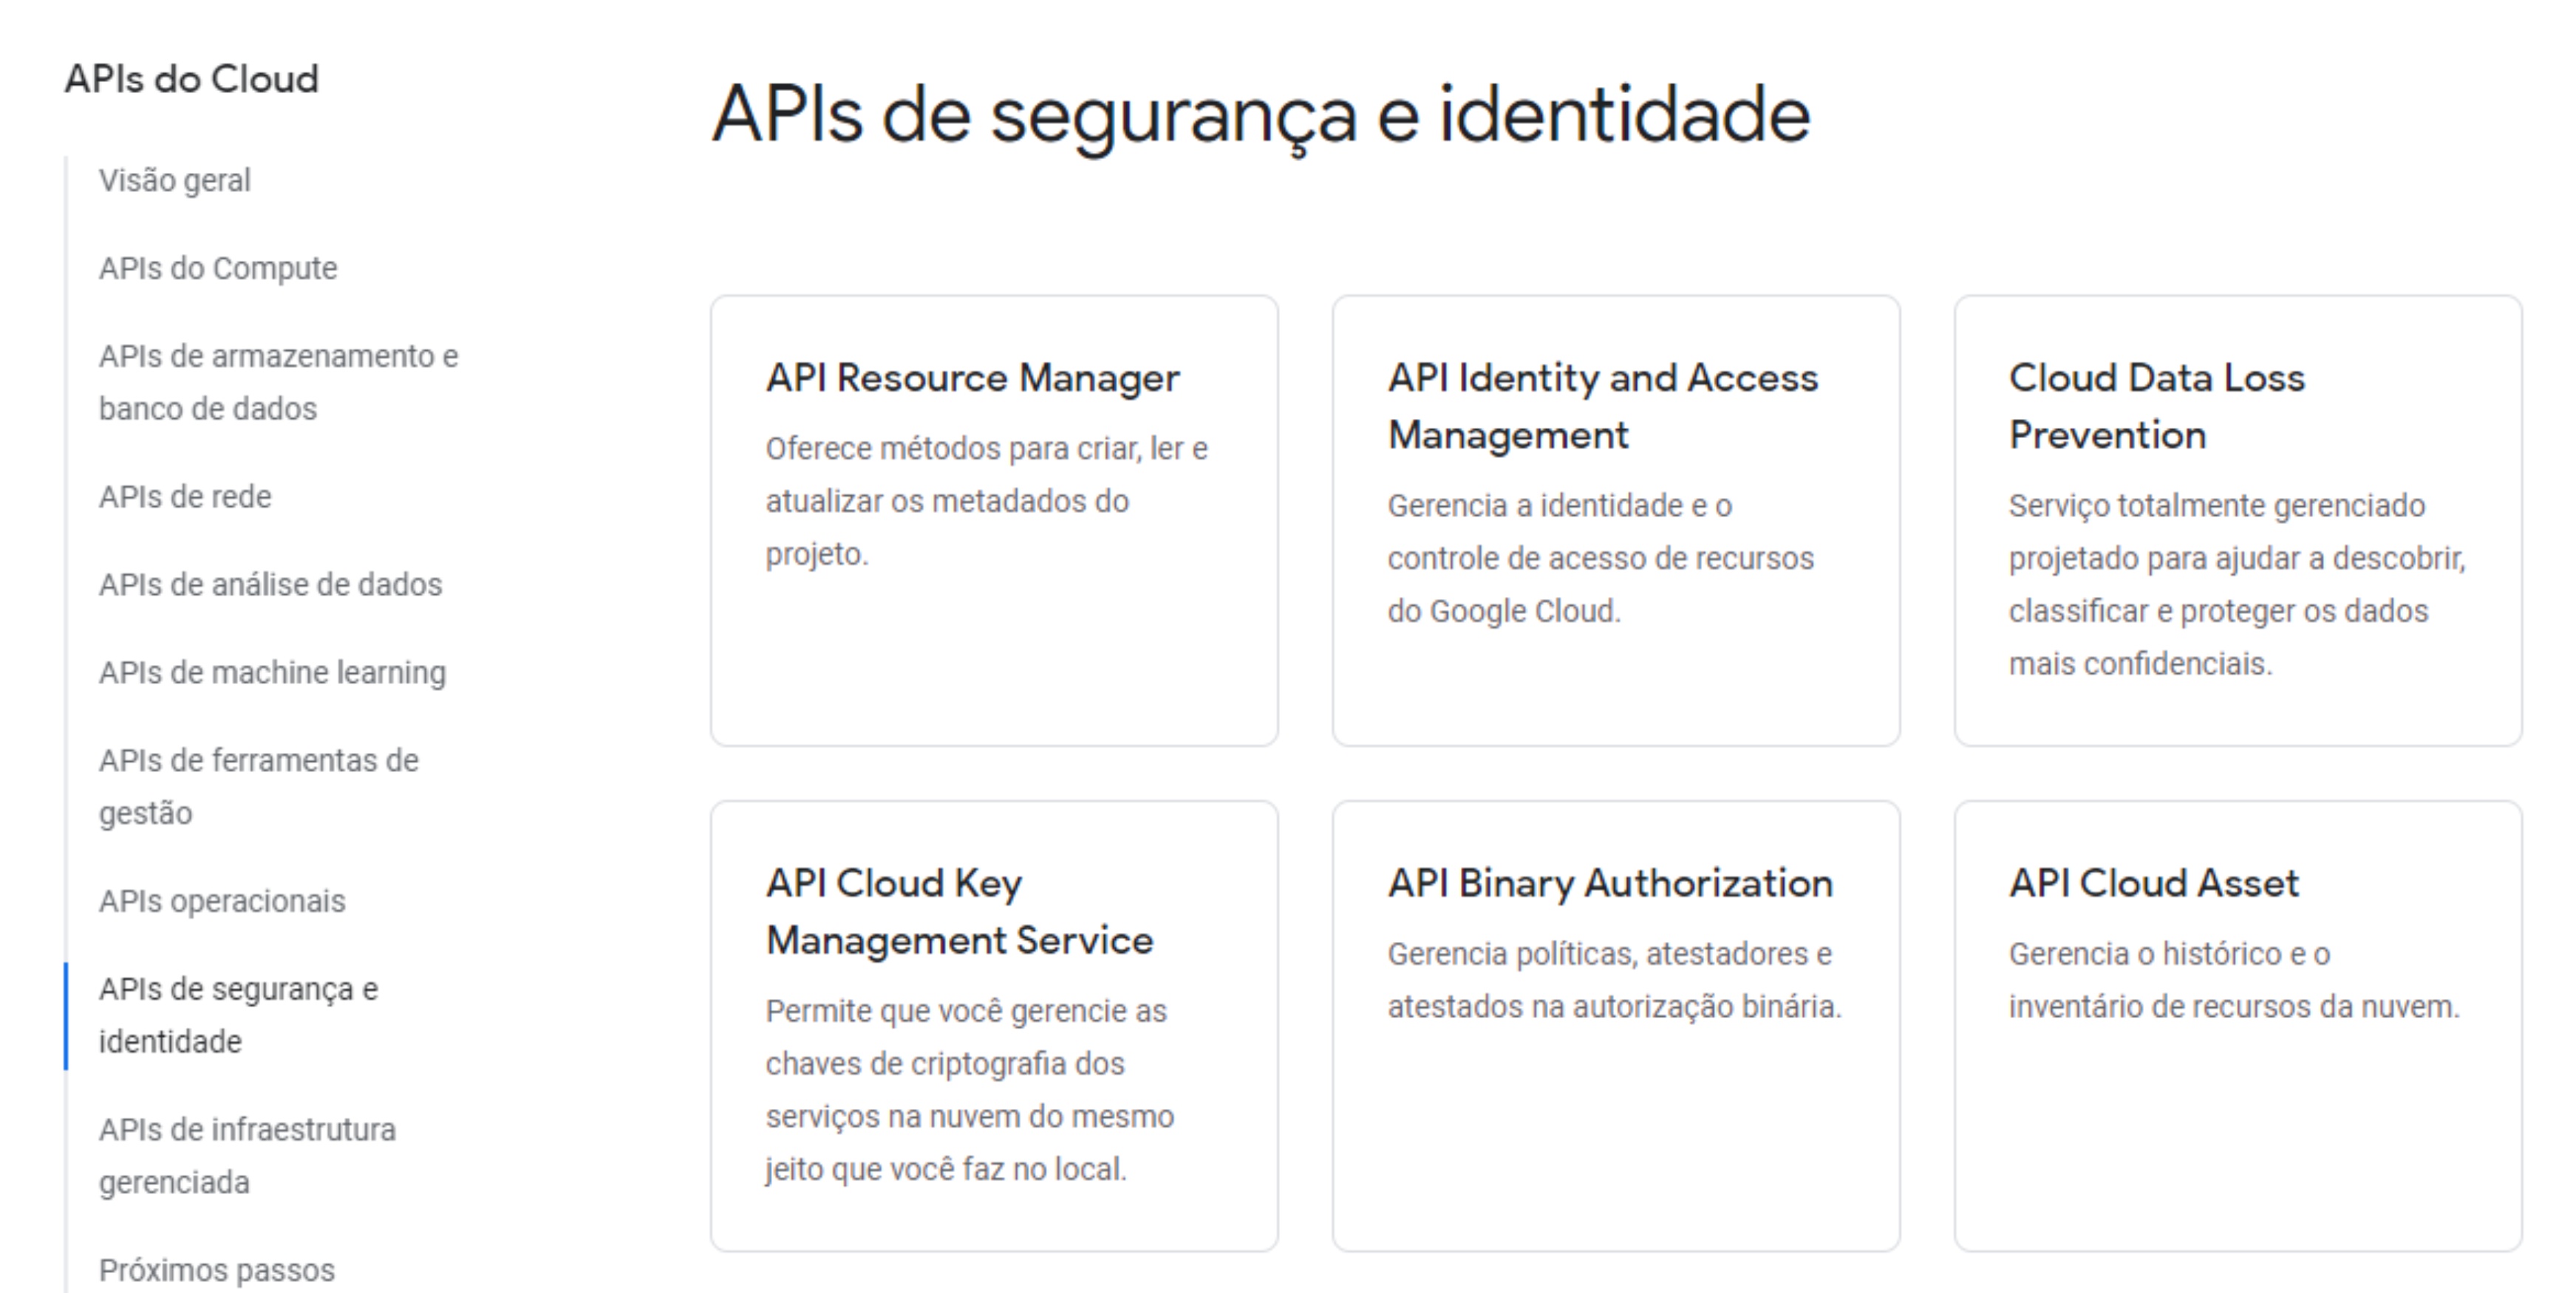 APIs do Cloud
Visão geral
APIs do Compute
APIs de armazenamento e
banco de dados
APIs de rede
APIs de análise de dados
APIs de machine learning
APIs de ferramentas de
gestão
APIs operacionais
APIs de segurança e
identidade
APIs de infraestrutura
gerenciada
Próximos passos
APIs de segurança e identidade
API Resource Manager
Oferece métodos para criar, ler e
atualizar os metadados do
projeto.
API Identity and Access
Management
Gerencia a identidade e o
controle de acesso de recursos
do Google Cloud.
Cloud Data Loss
Prevention
Serviço totalmente gerenciado
projetado para ajudar a descobrir,
classificar e proteger os dados
mais confidenciais.
API Cloud Key
Management Service
Permite que você gerencie as
chaves de criptografia dos
serviços na nuvem do mesmo
jeito que você faz no local.
API Binary Authorization
Gerencia políticas, atestadores e
atestados na autorização binária.
API Cloud Asset
Gerencia o histórico e o
inventário de recursos da nuvem.